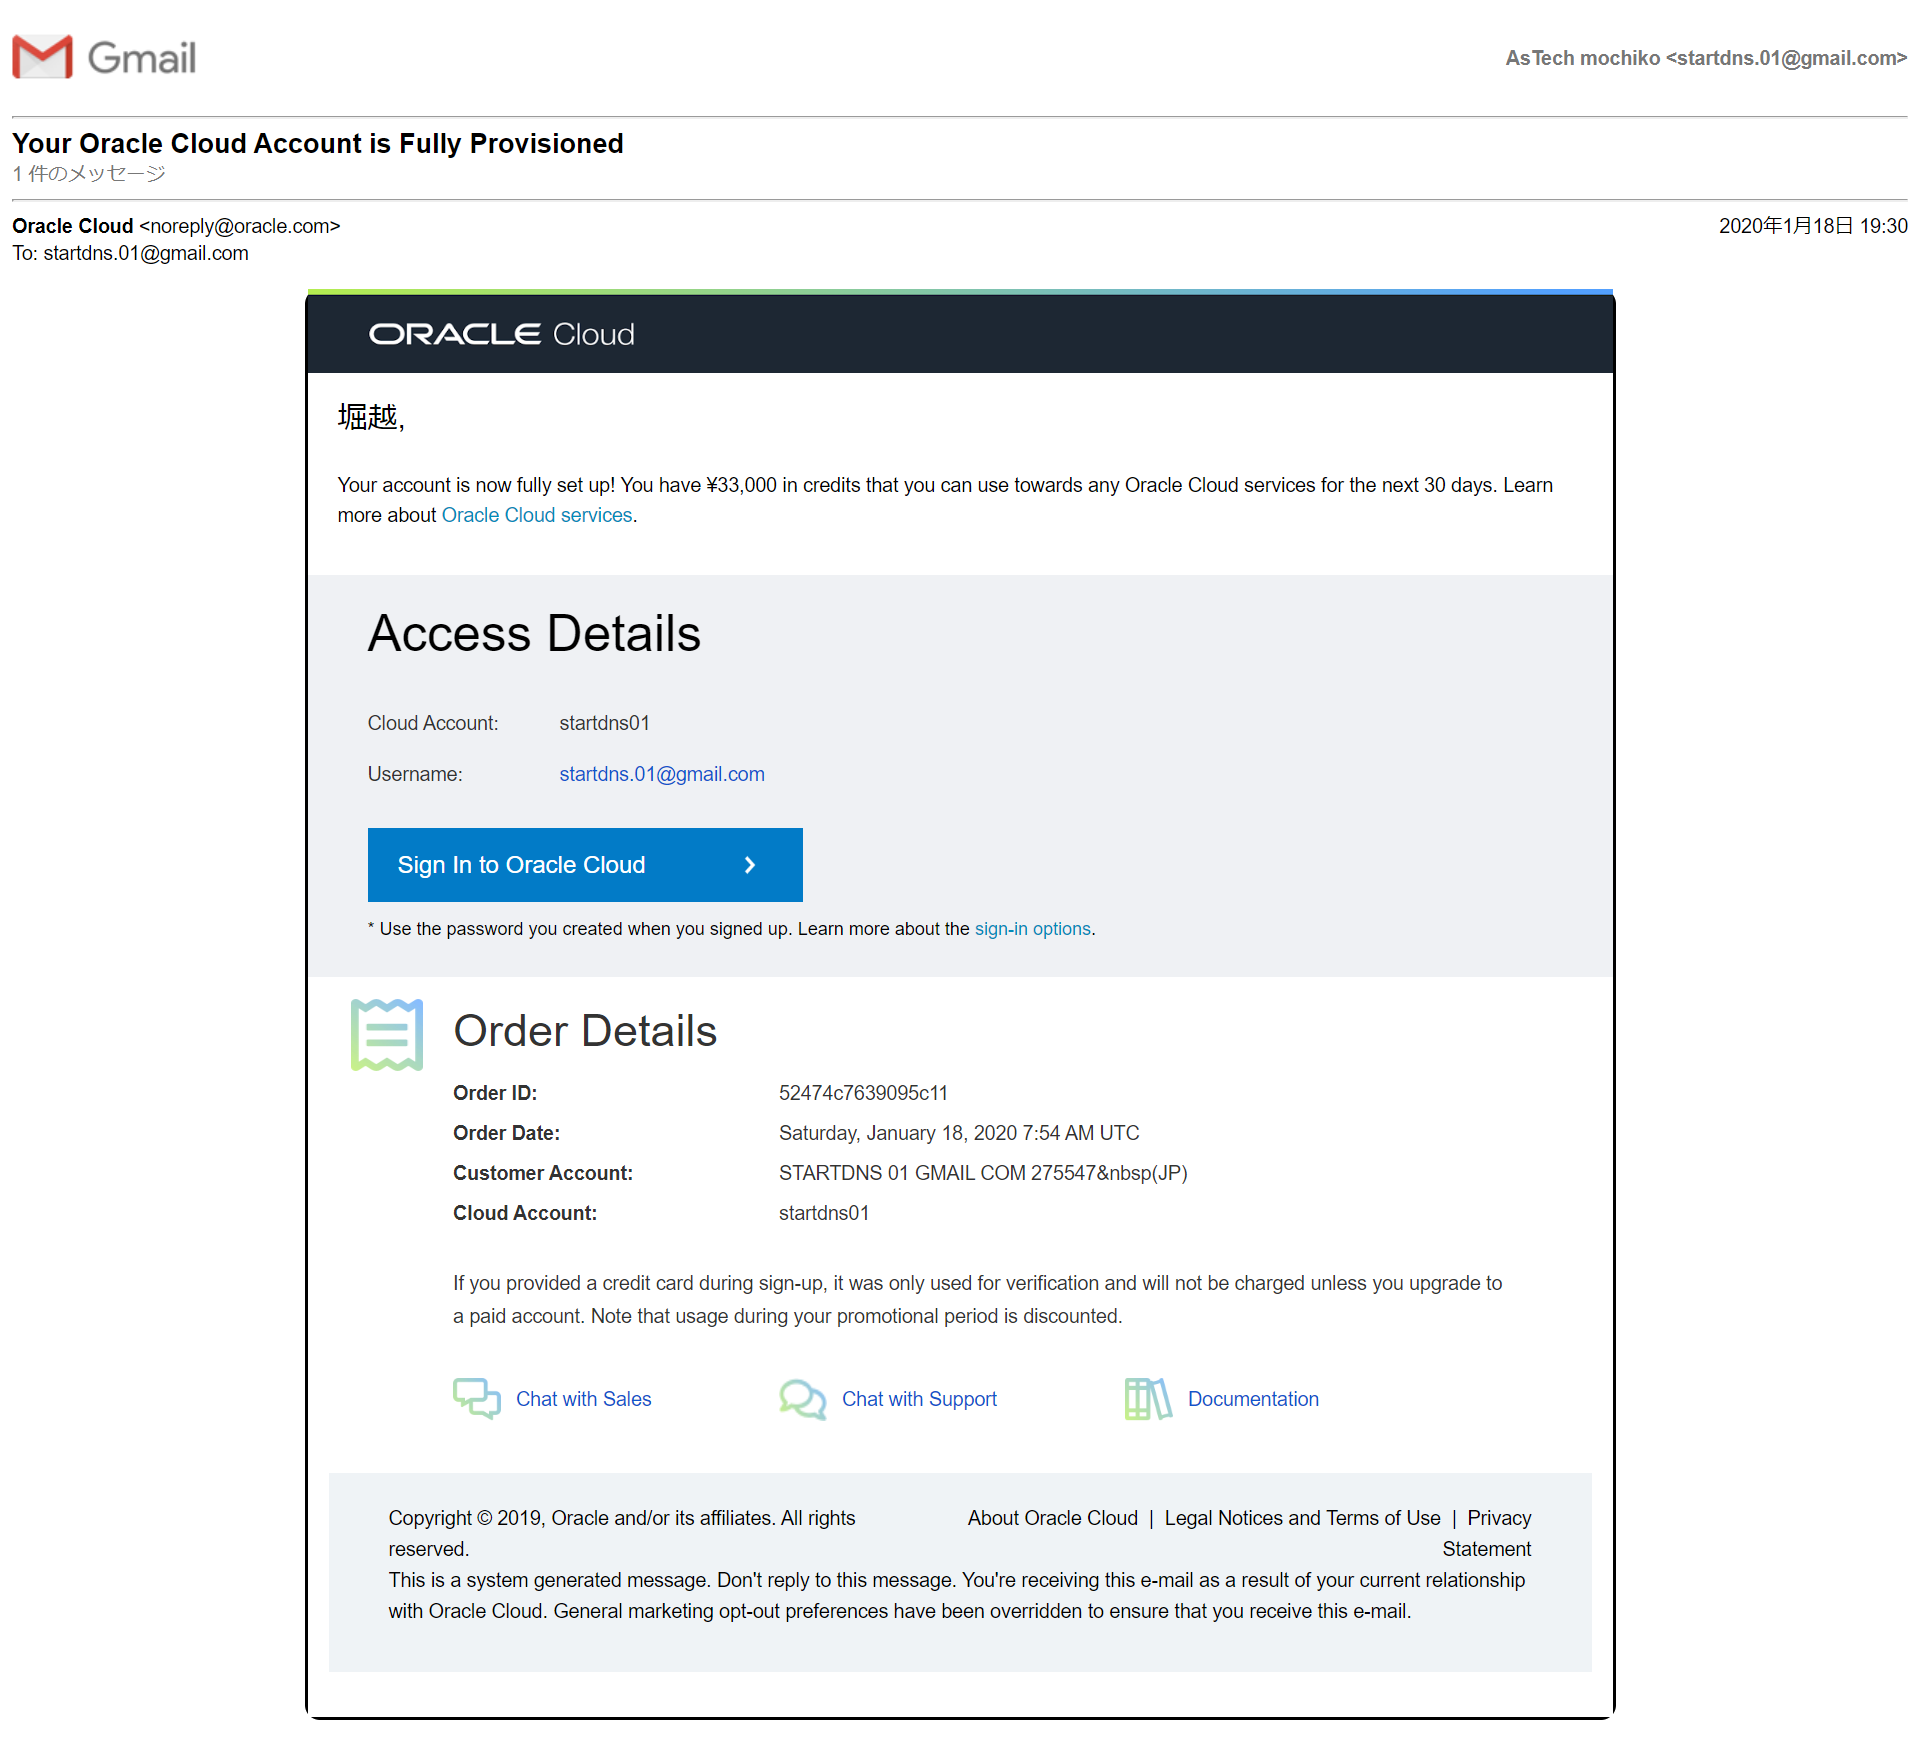 Gmail
AsTech mochiko <startdns.01@gmail.com>
Your Oracle Cloud Account is Fully Provisioned
1 件のメッセージ
Oracle Cloud <noreply@oracle.com>
2020年1月18日 19:30
To: startdns.01@gmail.com
ORACLE Cloud
堀越,
Your account is now fully set up! You have ¥33,000 in credits that you can use towards any Oracle Cloud services for the next 30 days. Learn
more about Oracle Cloud services.
Access Details
Cloud Account: startdns01
Username: startdns.01@gmail.com
Sign In to Oracle Cloud
* Use the password you created when you signed up. Learn more about the sign-in options.
Order Details
Order ID: 52474c7639095c11
Order Date: Saturday, January 18, 2020 7:54 AM UTC
Customer Account: STARTDNS 01 GMAIL COM 275547&nbsp(JP)
Cloud Account: startdns01
If you provided a credit card during sign-up, it was only used for verification and will not be charged unless you upgrade to
a paid account. Note that usage during your promotional period is discounted.
Chat with Sales
Chat with Support
Documentation
Copyright © 2019, Oracle and/or its affiliates. All rights
reserved.
About Oracle Cloud | Legal Notices and Terms of Use | Privacy
Statement
This is a system generated message. Don't reply to this message. You're receiving this e-mail as a result of your current relationship
with Oracle Cloud. General marketing opt-out preferences have been overridden to ensure that you receive this e-mail.